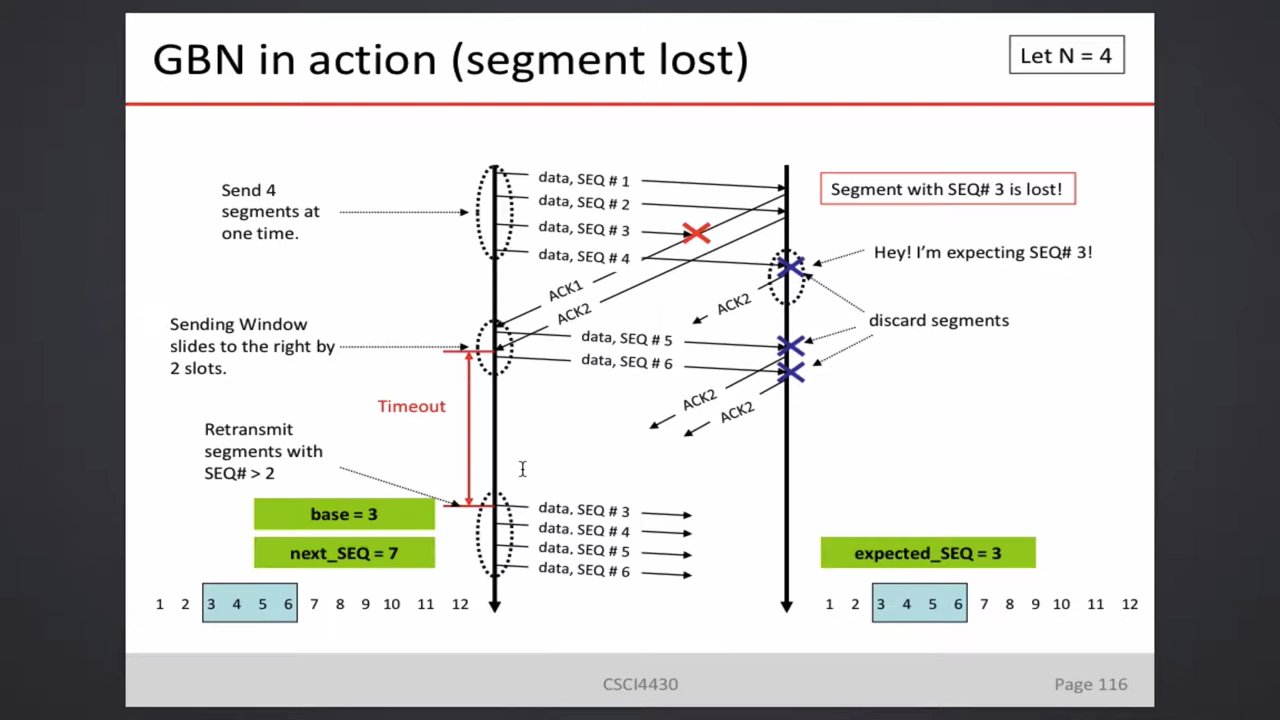 GBN in action (segment lost)
Let N = 4
Send 4
segments at
one time.
data, SEQ # 1
data, SEQ # 2
data, SEQ # 3
data, SEQ # 4
Segment with SEQ# 3 is lost!
Hey! I'm expecting SEQ# 3!
ACK1
ACK2
ACK2
discard segments
Sending Window
slides to the right by
2 slots.
data, SEQ # 5
data, SEQ # 6
ACK2
ACK2
Timeout
Retransmit
segments with
SEQ# > 2
base = 3
next_SEQ = 7
data, SEQ # 3
data, SEQ # 4
data, SEQ # 5
data, SEQ # 6
expected_SEQ = 3
1 2 3 4 5 6 7 8 9 10 11 12
1 2 3 4 5 6 7 8 9 10 11 12
CSCI4430
Page 116